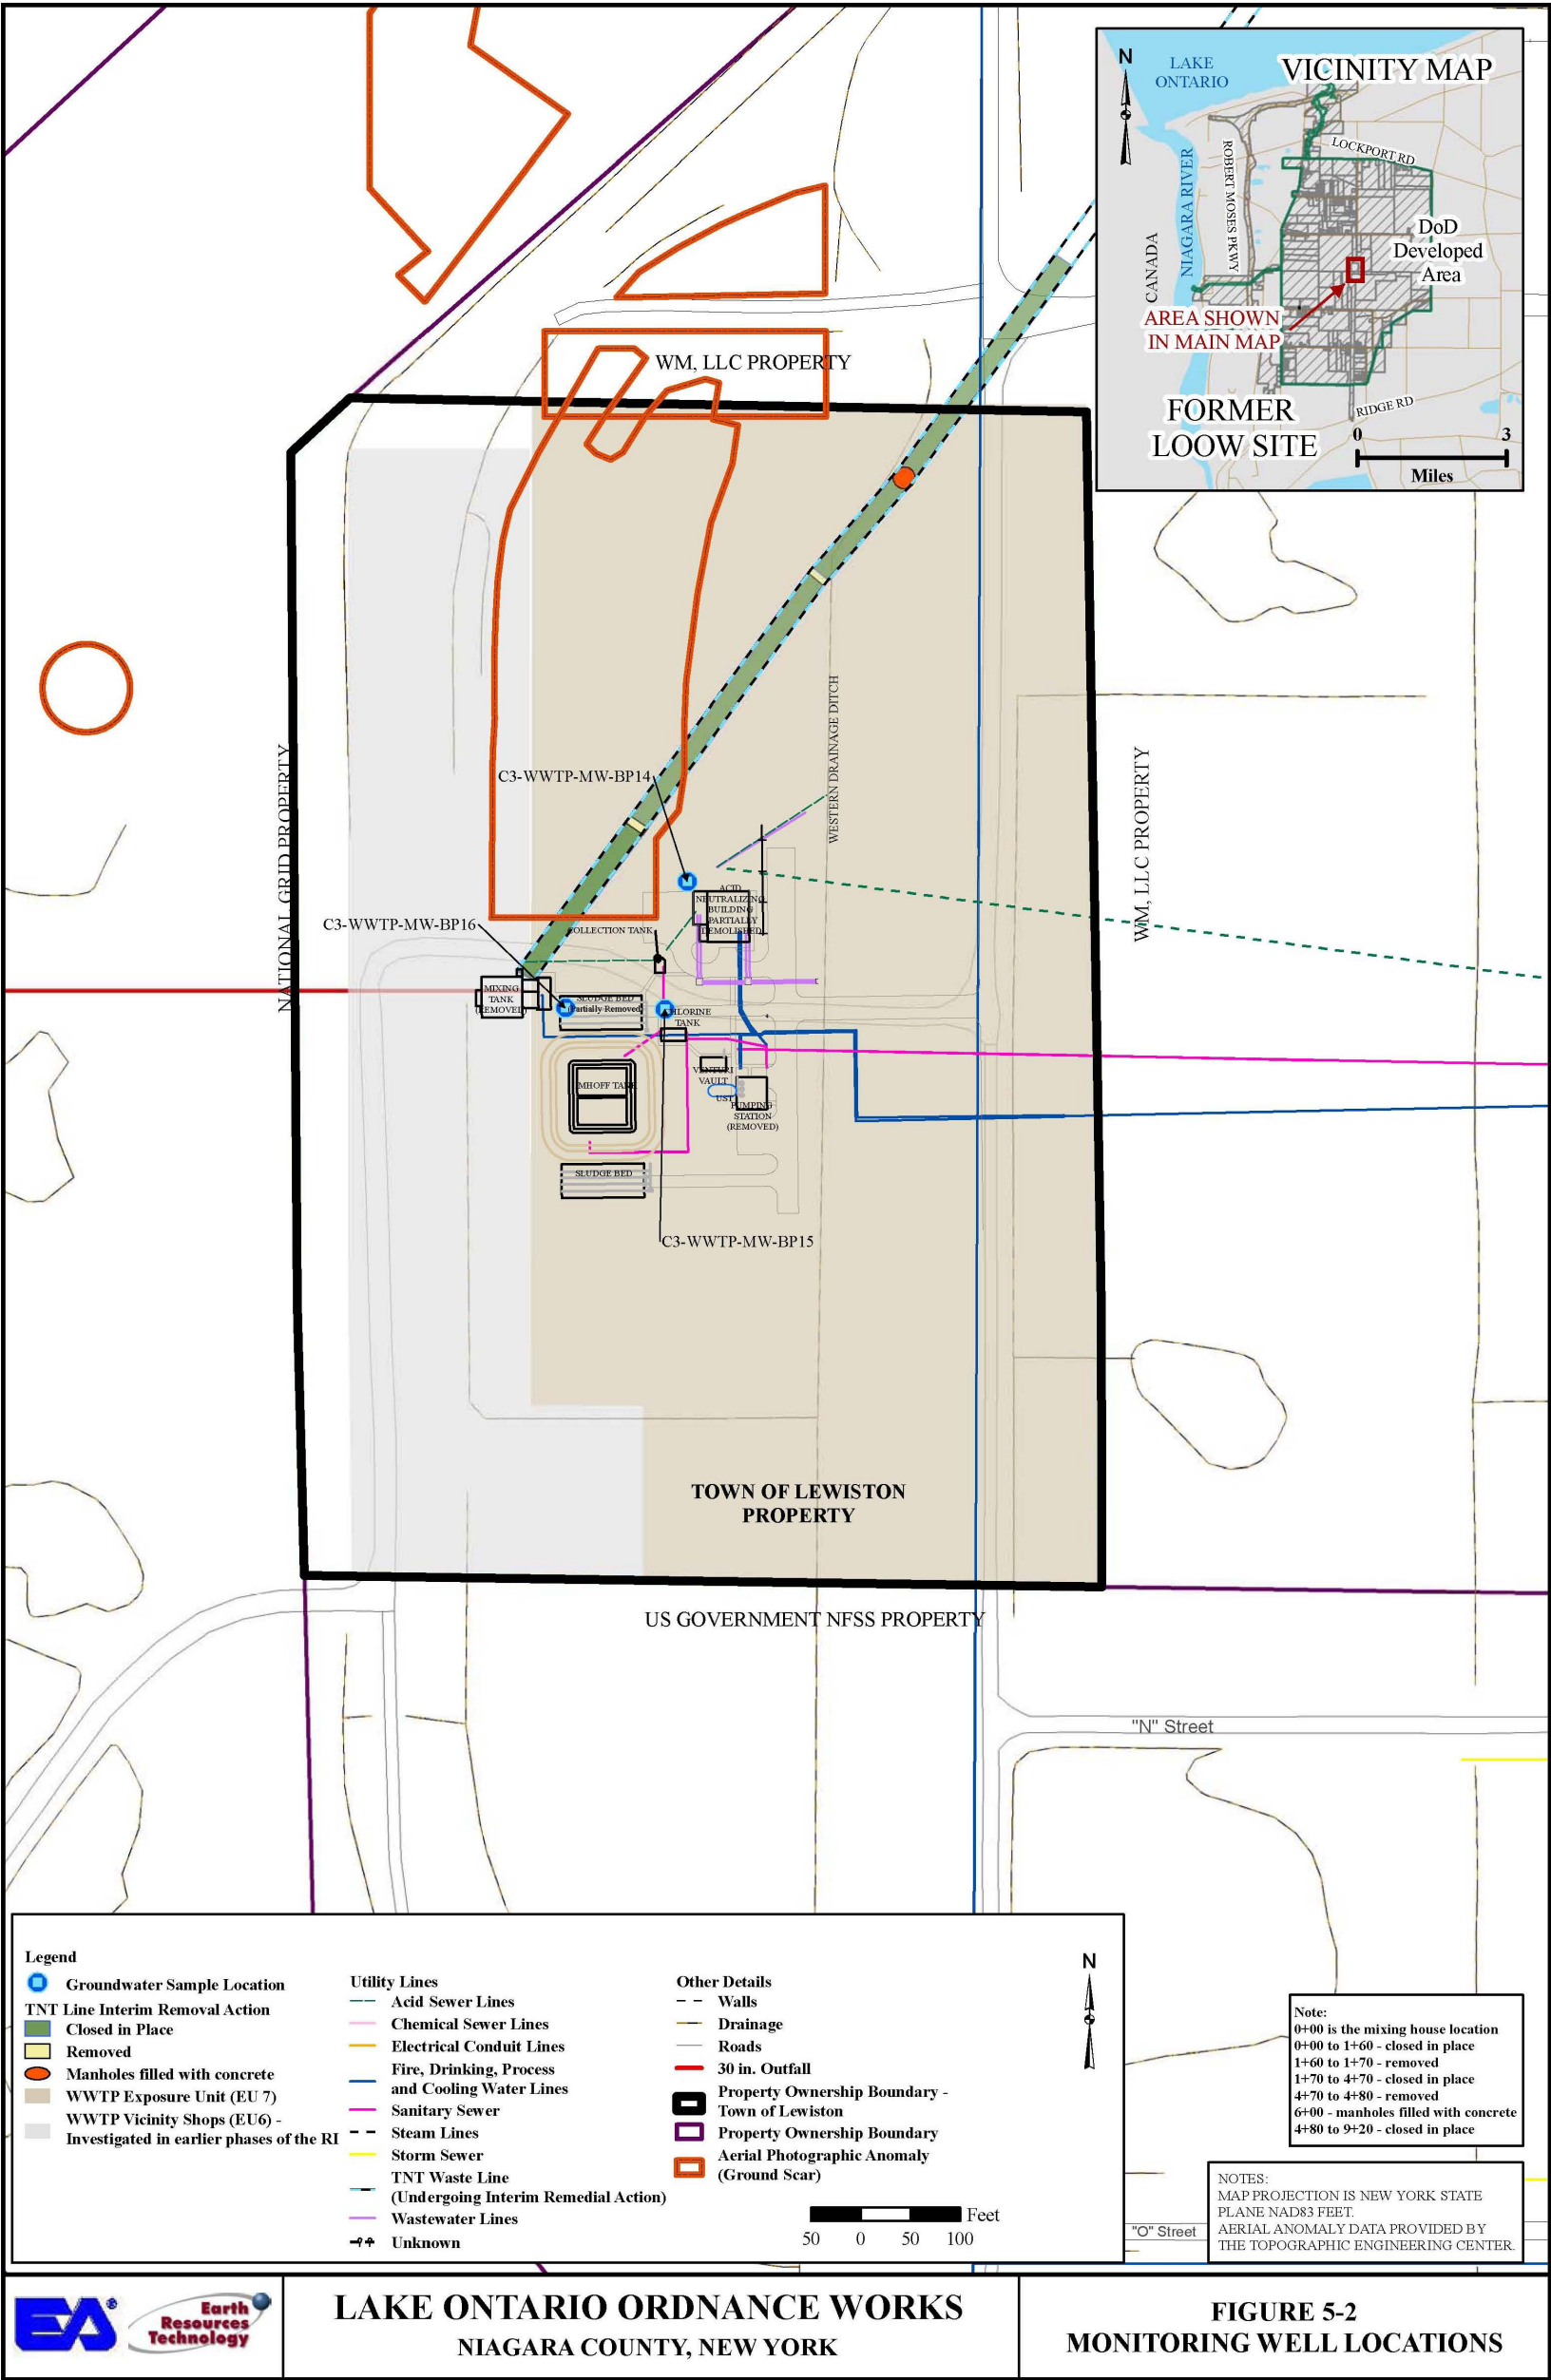 N
LAKE
ONTARIO
VICINITY MAP
LOCKPORT RD
ROBERT MOSES PKWY
NIAGARA RIVER
CANADA
DoD
Developed
Area
AREA SHOWN
IN MAIN MAP
FORMER
LOOW SITE
RIDGE RD
0 3
Miles
WM, LLC PROPERTY
NATIONAL GRID PROPERTY
WESTERN DRAINAGE DITCH
WM, LLC PROPERTY
C3-WWTP-MW-BP14
C3-WWTP-MW-BP16
ACID
NEUTRALIZING
BUILDING
(PARTIALLY
DEMOLISHED)
COLLECTION TANK
MIXING
TANK
(REMOVED)
SLUDGE BED
(Partially Removed)
CHLORINE
TANK
VENTURI
VAULT
UST
IMHOFF TANK
PUMPING
STATION
(REMOVED)
SLUDGE BED
C3-WWTP-MW-BP15
TOWN OF LEWISTON
PROPERTY
US GOVERNMENT NFSS PROPERTY
"N" Street
"O" Street
Legend
Groundwater Sample Location
TNT Line Interim Removal Action
Closed in Place
Removed
Manholes filled with concrete
WWTP Exposure Unit (EU 7)
WWTP Vicinity Shops (EU6) -
Investigated in earlier phases of the RI
Utility Lines
Acid Sewer Lines
Chemical Sewer Lines
Electrical Conduit Lines
Fire, Drinking, Process
and Cooling Water Lines
Sanitary Sewer
Steam Lines
Storm Sewer
TNT Waste Line
(Undergoing Interim Remedial Action)
Wastewater Lines
Unknown
Other Details
Walls
Drainage
Roads
30 in. Outfall
Property Ownership Boundary -
Town of Lewiston
Property Ownership Boundary
Aerial Photographic Anomaly
(Ground Scar)
N
Feet
50 0 50 100
Note:
0+00 is the mixing house location
0+00 to 1+60 - closed in place
1+60 to 1+70 - removed
1+70 to 4+70 - closed in place
4+70 to 4+80 - removed
6+00 - manholes filled with concrete
4+80 to 9+20 - closed in place
NOTES:
MAP PROJECTION IS NEW YORK STATE
PLANE NAD83 FEET.
AERIAL ANOMALY DATA PROVIDED BY
THE TOPOGRAPHIC ENGINEERING CENTER.
EA®
Earth
Resources
Technology
LAKE ONTARIO ORDNANCE WORKS
NIAGARA COUNTY, NEW YORK
FIGURE 5-2
MONITORING WELL LOCATIONS